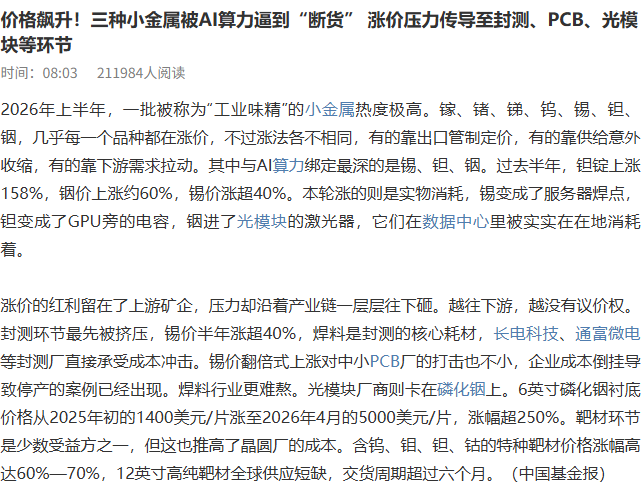 价格飙升！三种小金属被AI算力逼到“断货” 涨价压力传导至封测、PCB、光模
块等环节
时间：08:03 211984人阅读
2026年上半年，一批被称为“工业味精”的小金属热度极高。镓、锗、锑、钨、锡、钽、
铟，几乎每一个品种都在涨价，不过涨法各不相同，有的靠出口管制定价，有的靠供给意外
收缩，有的靠下游需求拉动。其中与AI算力绑定最深的是锡、钽、铟。过去半年，钽锭上涨
158%，铟价上涨约60%，锡价涨超40%。本轮涨的则是实物消耗，锡变成了服务器焊点，
钽变成了GPU旁的电容，铟进了光模块的激光器，它们在数据中心里被实实在在地消耗
着。
涨价的红利留在了上游矿企，压力却沿着产业链一层层往下砸。越往下游，越没有议价权。
封测环节最先被挤压，锡价半年涨超40%，焊料是封测的核心耗材，长电科技、通富微电
等封测厂直接承受成本冲击。锡价翻倍式上涨对中小PCB厂的打击也不小，企业成本倒挂导
致停产的案例已经出现。焊料行业更难熬。光模块厂商则卡在磷化铟上。6英寸磷化铟衬底
价格从2025年初的1400美元/片涨至2026年4月的5000美元/片，涨幅超250%。靶材环节
是少数受益方之一，但这也推高了晶圆厂的成本。含钨、钼、钽、钴的特种靶材价格涨幅高
达60%—70%，12英寸高纯靶材全球供应短缺，交货周期超过六个月。（中国基金报）